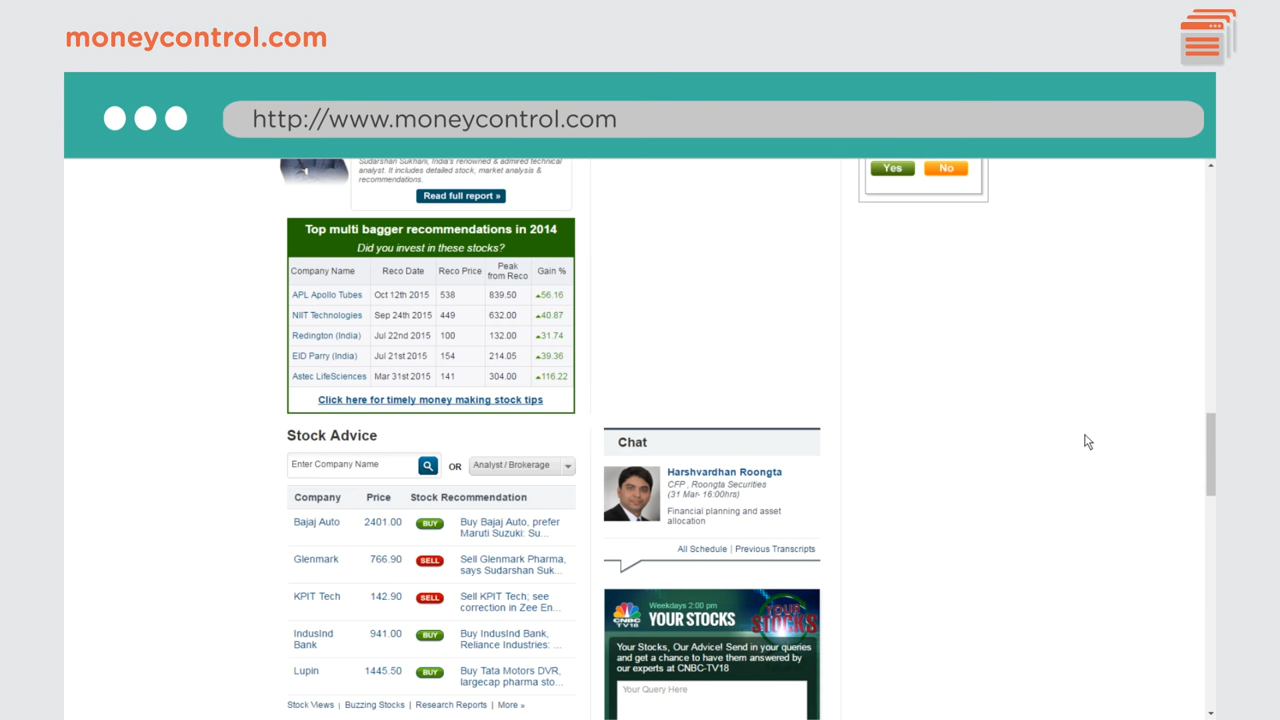 moneycontrol.com
http://www.moneycontrol.com
Sudarshan Sukhani, India's renowned & admired technical
analyst. It includes detailed stock, market analysis &
recommendations.
Read full report »
Yes No
Top multi bagger recommendations in 2014
Did you invest in these stocks?
Company Name Reco Date Reco Price Peak from Reco Gain %
APL Apollo Tubes Oct 12th 2015 538 839.50 56.16
NIIT Technologies Sep 24th 2015 449 632.00 40.87
Redington (India) Jul 22nd 2015 100 132.00 31.74
EID Parry (India) Jul 21st 2015 154 214.05 39.36
Astec LifeSciences Mar 31st 2015 141 304.00 116.22
Click here for timely money making stock tips
Stock Advice
Enter Company Name OR Analyst / Brokerage
Company Price Stock Recommendation
Bajaj Auto 2401.00 BUY Buy Bajaj Auto, prefer
Maruti Suzuki: Su...
Glenmark 766.90 SELL Sell Glenmark Pharma,
says Sudarshan Suk...
KPIT Tech 142.90 SELL Sell KPIT Tech; see
correction in Zee En...
IndusInd Bank 941.00 BUY Buy IndusInd Bank,
Reliance Industries: ...
Lupin 1445.50 BUY Buy Tata Motors DVR,
largecap pharma sto...
Stock Views | Buzzing Stocks | Research Reports | More »
Chat
Harshvardhan Roongta
CFP , Roongta Securities
(31 Mar- 16:00hrs)
Financial planning and asset
allocation
All Schedule | Previous Transcripts
CNBC
TV18
Weekdays 2:00 pm
YOUR STOCKS
YOUR
STOCKS
Your Stocks, Our Advice! Send in your queries
and get a chance to have them answered by
our experts at CNBC-TV18
Your Query Here